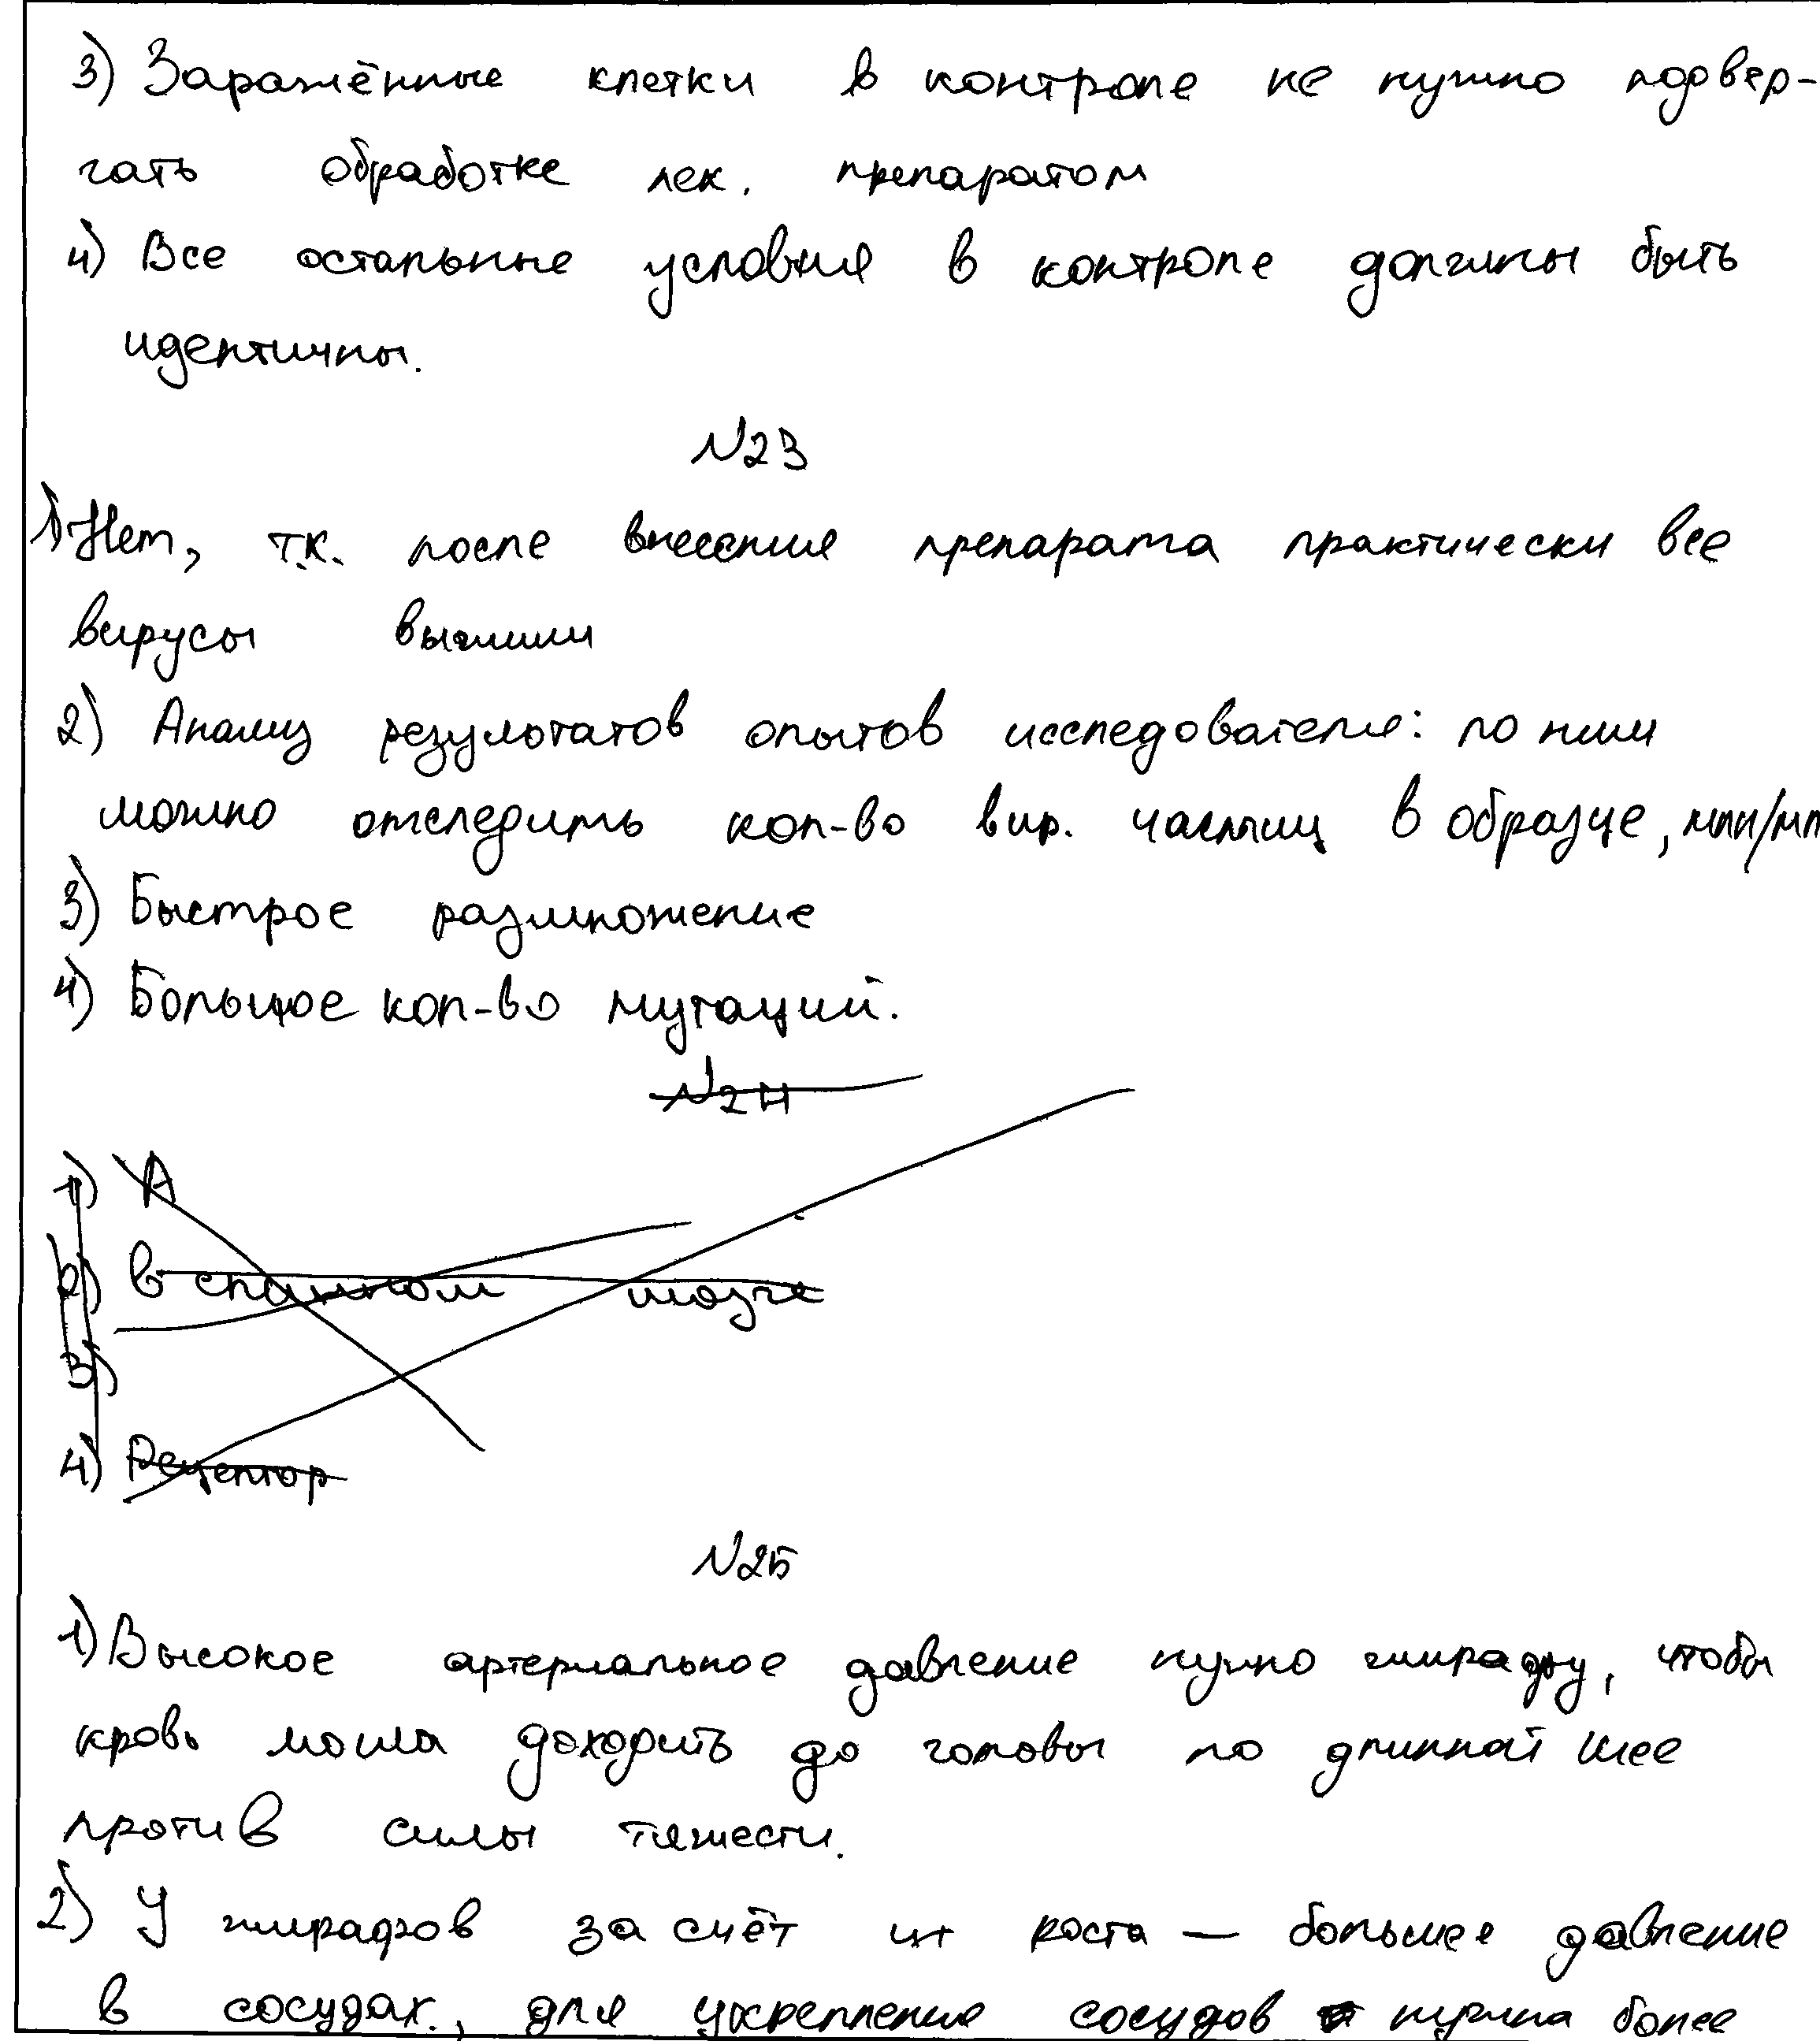 3) Заражённые клетки в контроле не нужно подвер-
гать обработке лек. препаратом
4) Все остальные условия в контроле должны быть
идентичны.
№23
1) Нет, т.к. после внесения препарата практически все
вирусы выжили
2) Анализ результатов опытов исследователя: по ним
можно отследить кол-во вир. частиц в образце, млн/мл
3) Быстрое размножение
4) Большое кол-во мутаций.
№24
1) А
2) в спинном мозге
3)
4) Рецептор
№25
1) Высокое артериальное давление нужно жирафу, чтобы
кровь могла доходить до головы по длинной шее
против силы тяжести.
2) У жирафов за счёт их роста — большее давление
в сосудах., для укрепления сосудов нужна более